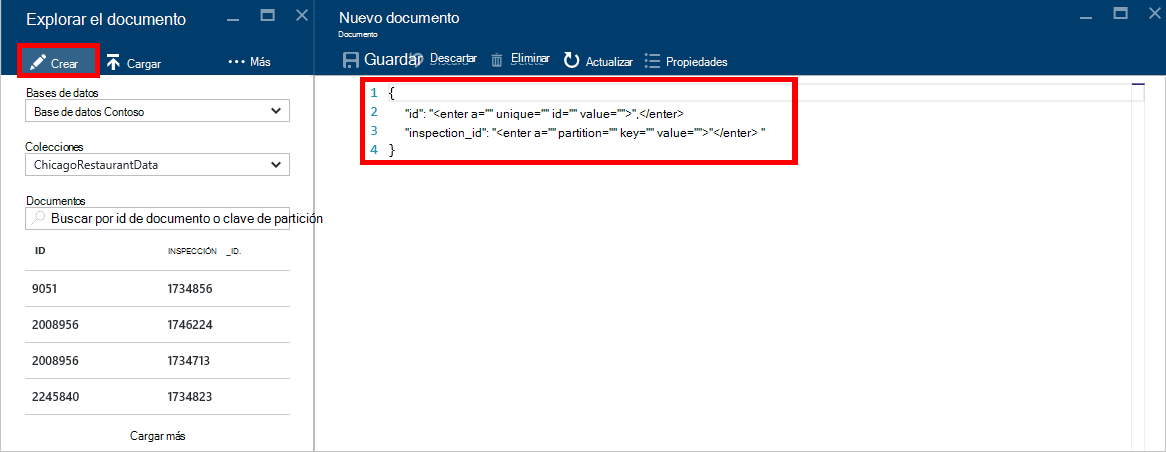 Explorar el documento
Crear
Cargar
Más
Bases de datos
Base de datos Contoso
Colecciones
ChicagoRestaurantData
Documentos
Buscar por id de documento o clave de partición
ID INSPECCIÓN _ID.
9051 1734856
2008956 1746224
2008956 1734713
2245840 1734823
Cargar más
Nuevo documento
Documento
Guardar Descartar Eliminar Actualizar Propiedades
1 {
2 "id": "<enter a="" unique="" id="" value="">",</enter>
3 "inspection_id": "<enter a="" partition="" key="" value="">"</enter> "
4 }